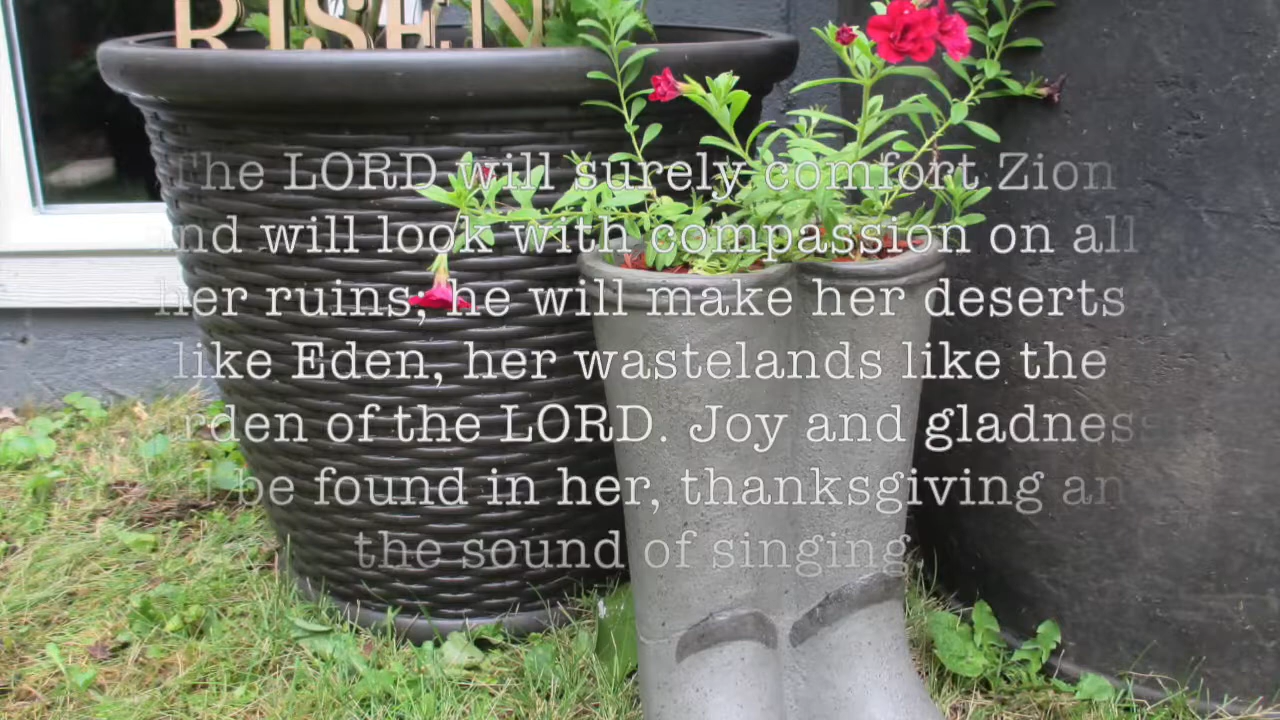 RISEN
The LORD will surely comfort Zion
and will look with compassion on all
her ruins; he will make her deserts
like Eden, her wastelands like the
garden of the LORD. Joy and gladness
will be found in her, thanksgiving and
the sound of singing